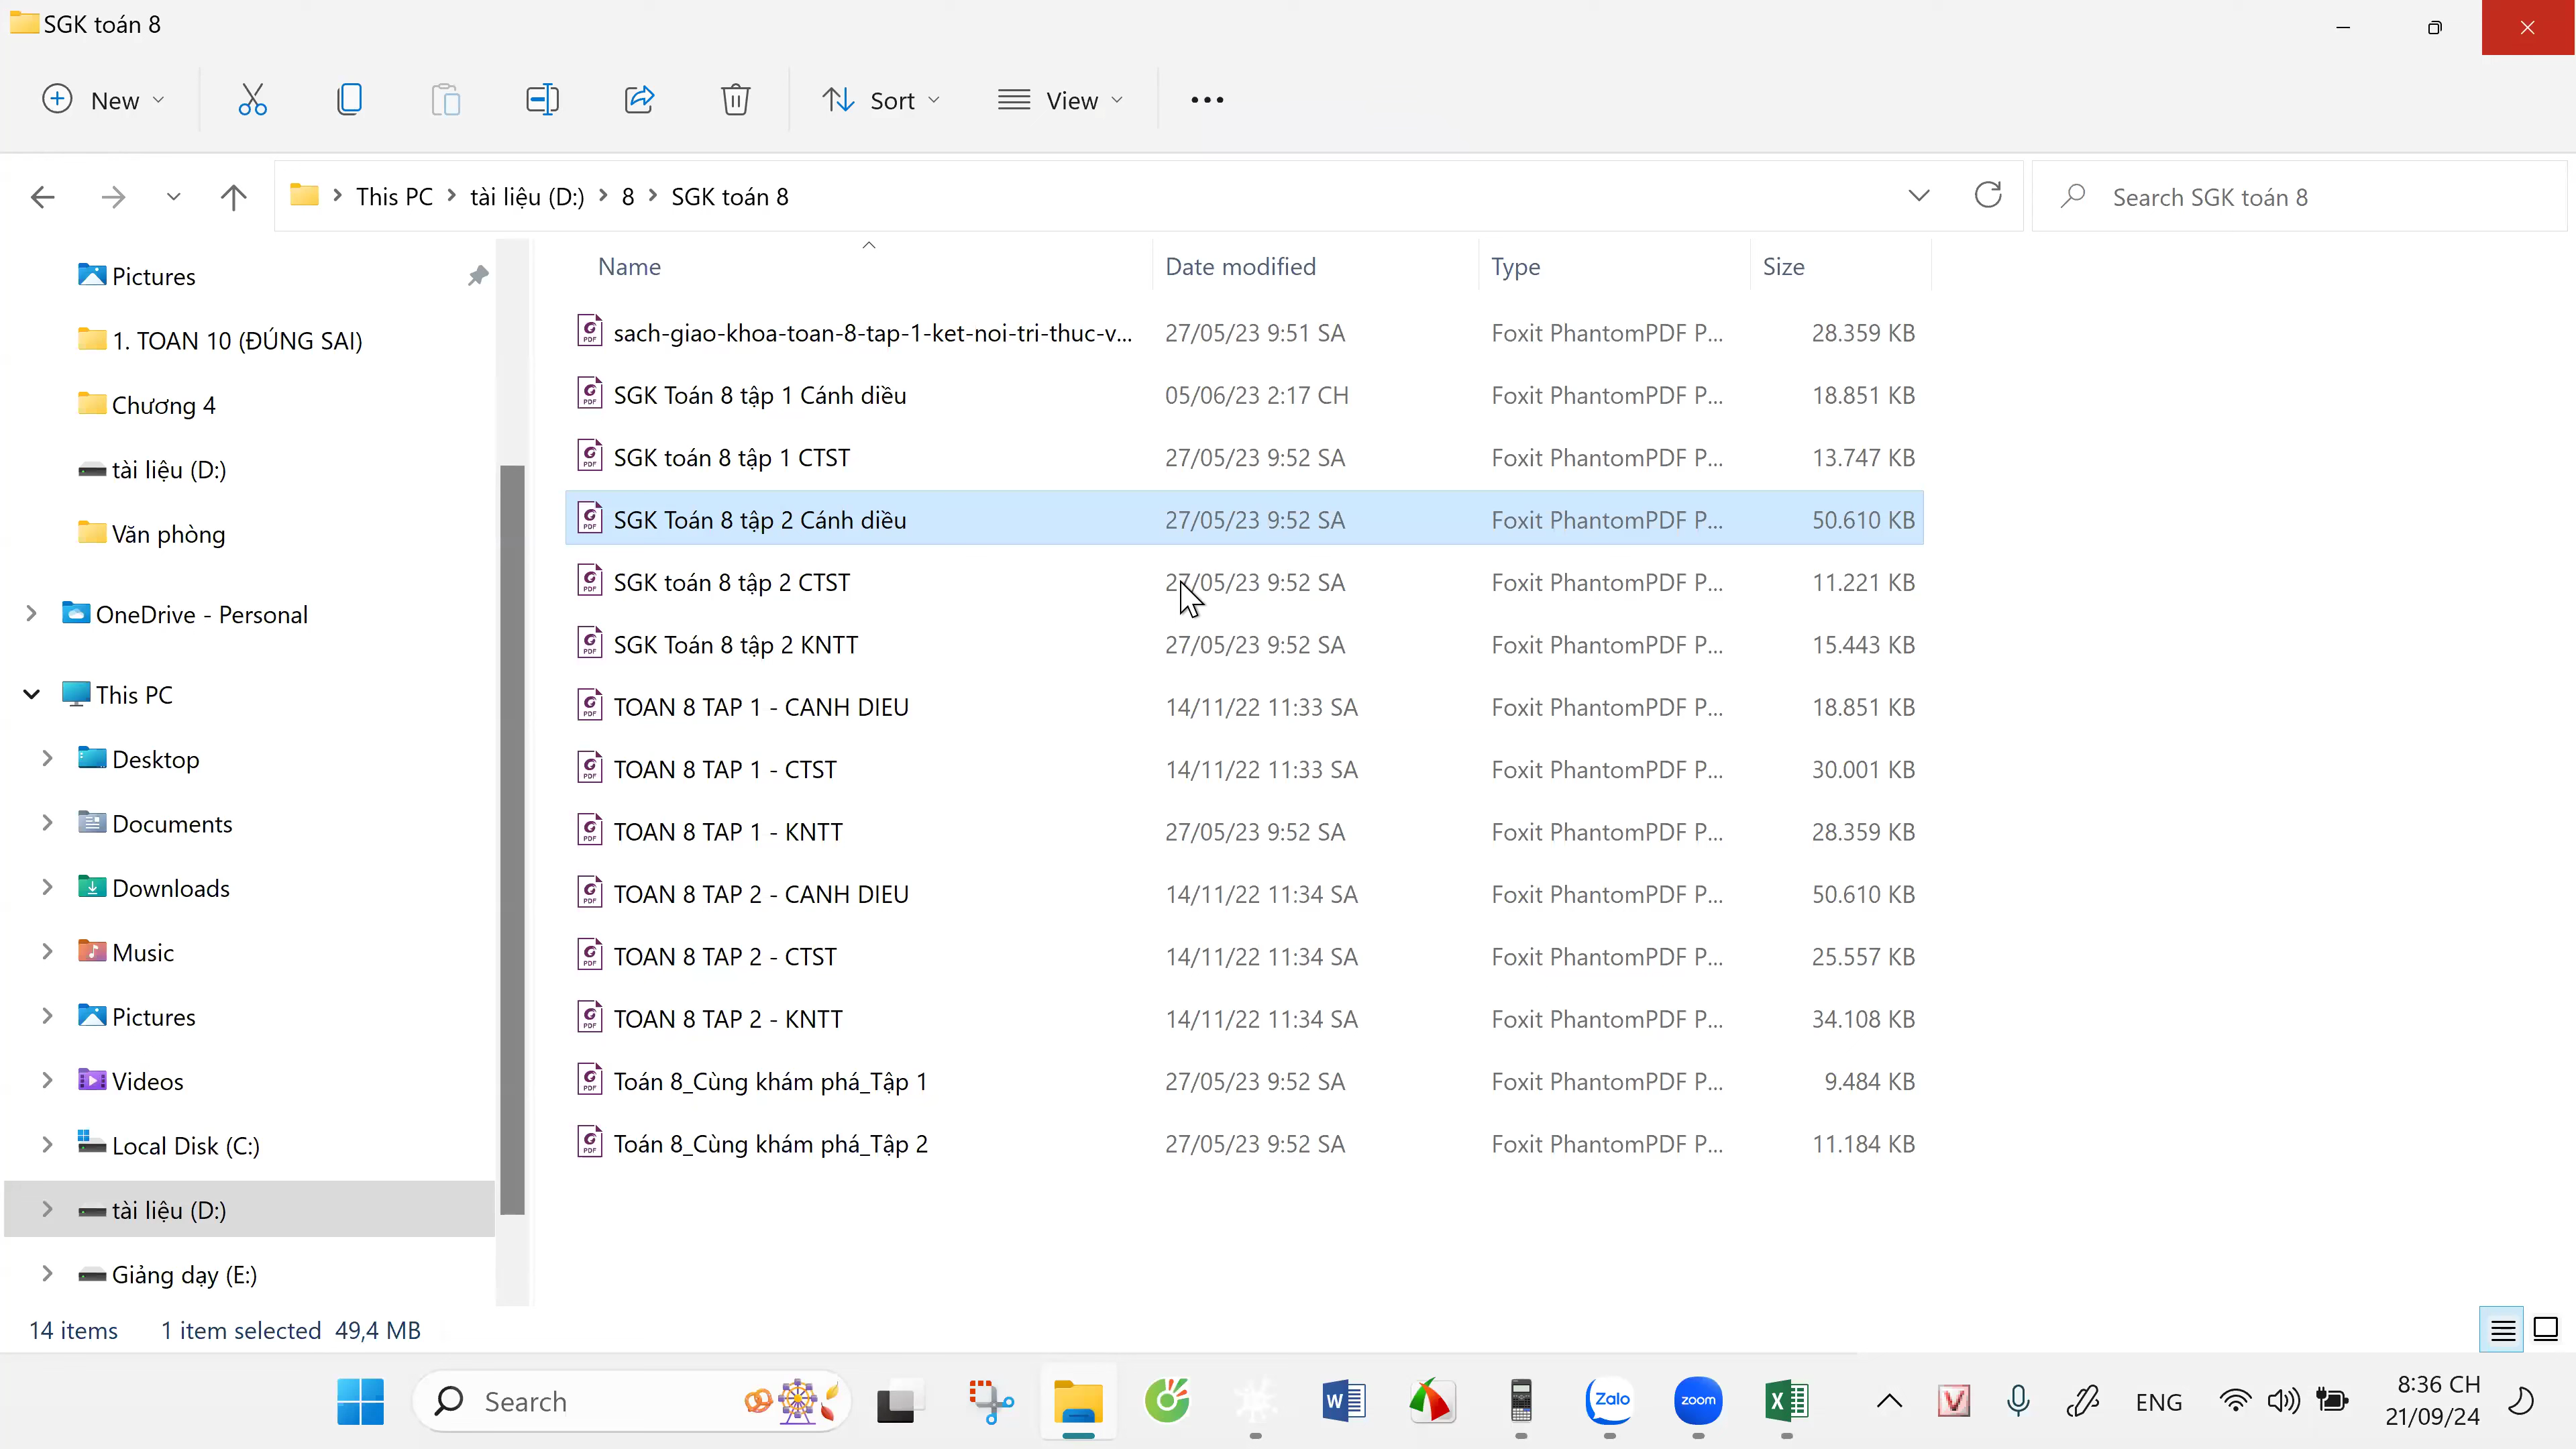 SGK toán 8
New
Sort
View
This PC
tài liệu (D:)
8
SGK toán 8
Search SGK toán 8
Pictures
1. TOAN 10 (ĐÚNG SAI)
Chương 4
tài liệu (D:)
Văn phòng
OneDrive - Personal
This PC
Desktop
Documents
Downloads
Music
Pictures
Videos
Local Disk (C:)
tài liệu (D:)
Giảng dạy (E:)
Name Date modified Type Size
sach-giao-khoa-toan-8-tap-1-ket-noi-tri-thuc-v... 27/05/23 9:51 SA Foxit PhantomPDF P... 28.359 KB
SGK Toán 8 tập 1 Cánh diều 05/06/23 2:17 CH Foxit PhantomPDF P... 18.851 KB
SGK toán 8 tập 1 CTST 27/05/23 9:52 SA Foxit PhantomPDF P... 13.747 KB
SGK Toán 8 tập 2 Cánh diều 27/05/23 9:52 SA Foxit PhantomPDF P... 50.610 KB
SGK toán 8 tập 2 CTST 27/05/23 9:52 SA Foxit PhantomPDF P... 11.221 KB
SGK Toán 8 tập 2 KNTT 27/05/23 9:52 SA Foxit PhantomPDF P... 15.443 KB
TOAN 8 TAP 1 - CANH DIEU 14/11/22 11:33 SA Foxit PhantomPDF P... 18.851 KB
TOAN 8 TAP 1 - CTST 14/11/22 11:33 SA Foxit PhantomPDF P... 30.001 KB
TOAN 8 TAP 1 - KNTT 27/05/23 9:52 SA Foxit PhantomPDF P... 28.359 KB
TOAN 8 TAP 2 - CANH DIEU 14/11/22 11:34 SA Foxit PhantomPDF P... 50.610 KB
TOAN 8 TAP 2 - CTST 14/11/22 11:34 SA Foxit PhantomPDF P... 25.557 KB
TOAN 8 TAP 2 - KNTT 14/11/22 11:34 SA Foxit PhantomPDF P... 34.108 KB
Toán 8_Cùng khám phá_Tập 1 27/05/23 9:52 SA Foxit PhantomPDF P... 9.484 KB
Toán 8_Cùng khám phá_Tập 2 27/05/23 9:52 SA Foxit PhantomPDF P... 11.184 KB
14 items 1 item selected 49,4 MB
Search
Zalo
zoom
ENG
8:36 CH
21/09/24